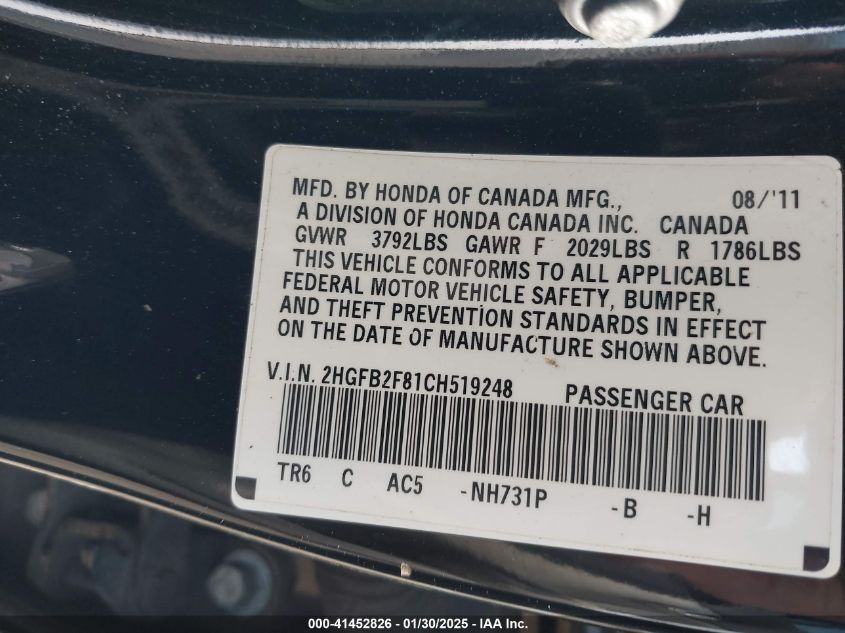 MFD. BY HONDA OF CANADA MFG., 08/'11
A DIVISION OF HONDA CANADA INC. CANADA
GVWR 3792LBS GAWR F 2029LBS R 1786LBS
THIS VEHICLE CONFORMS TO ALL APPLICABLE
FEDERAL MOTOR VEHICLE SAFETY, BUMPER,
AND THEFT PREVENTION STANDARDS IN EFFECT
ON THE DATE OF MANUFACTURE SHOWN ABOVE.
V.I.N. 2HGFB2F81CH519248 PASSENGER CAR
TR6 C AC5 -NH731P -B -H
000-41452826 - 01/30/2025 - IAA Inc.